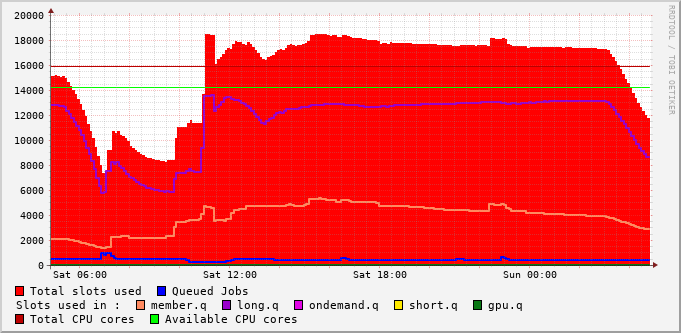 20000
18000
16000
14000
12000
10000
8000
6000
4000
2000
0
Sat 06:00 Sat 12:00 Sat 18:00 Sun 00:00
RRDTOOL / TOBI OETIKER
Total slots used Queued Jobs
Slots used in : member.q long.q ondemand.q short.q gpu.q
Total CPU cores Available CPU cores